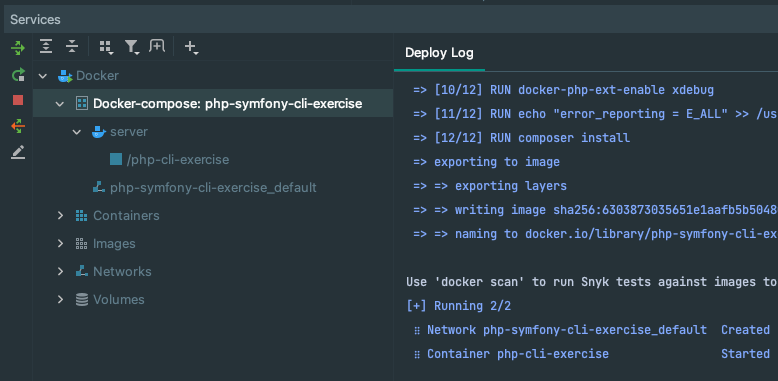 Services
Docker
Docker-compose: php-symfony-cli-exercise
server
/php-cli-exercise
php-symfony-cli-exercise_default
Containers
Images
Networks
Volumes
Deploy Log
=> [10/12] RUN docker-php-ext-enable xdebug
=> [11/12] RUN echo "error_reporting = E_ALL" >> /us
=> [12/12] RUN composer install
=> exporting to image
=> => exporting layers
=> => writing image sha256:6303873035651e1aafb5b5048
=> => naming to docker.io/library/php-symfony-cli-ex
Use 'docker scan' to run Snyk tests against images to
[+] Running 2/2
⠿ Network php-symfony-cli-exercise_default Created
⠿ Container php-cli-exercise Started